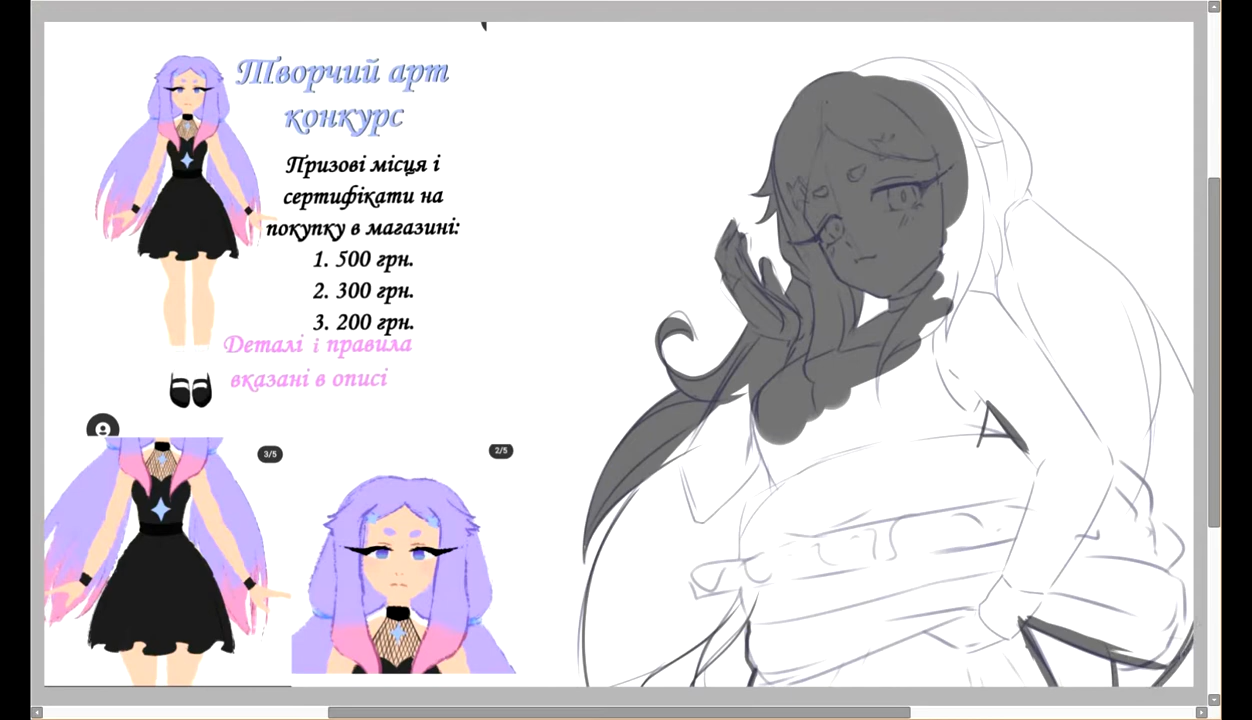 Творчий арт
конкурс
Призові місця і
сертифікати на
покупку в магазині:
1. 500 грн.
2. 300 грн.
3. 200 грн.
Деталі і правила
вказані в описі
3/5
2/5